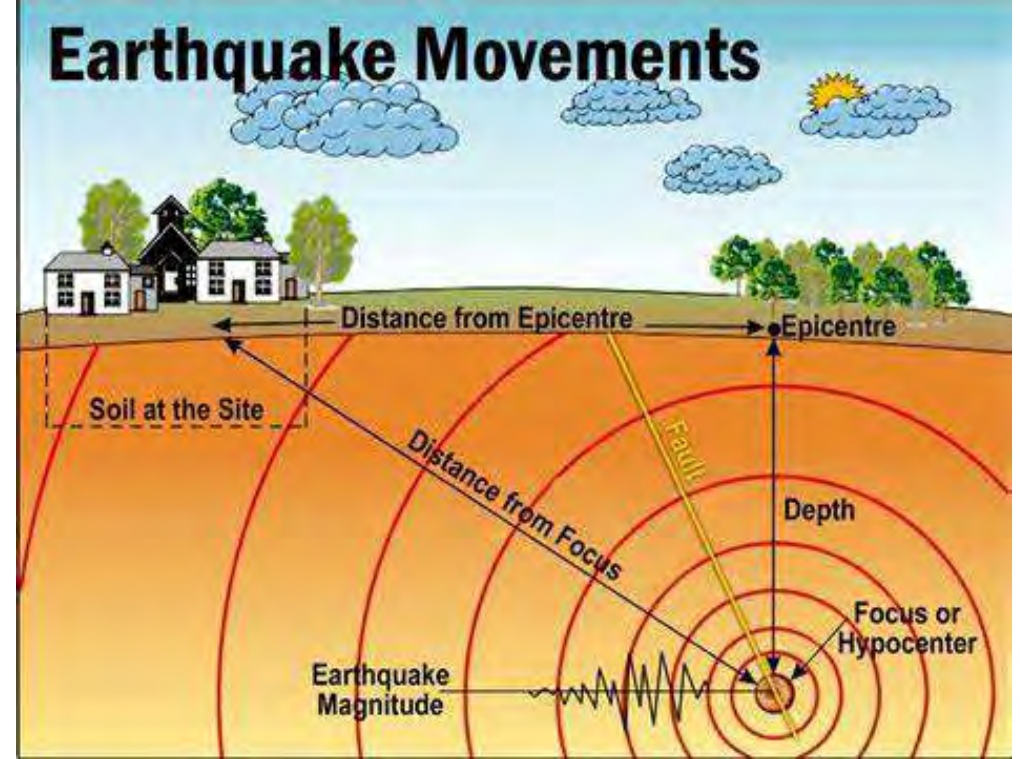 Earthquake Movements
Distance from Epicentre
Epicentre
Soil at the Site
Distance from Focus
Fault
Depth
Focus or
Hypocenter
Earthquake
Magnitude